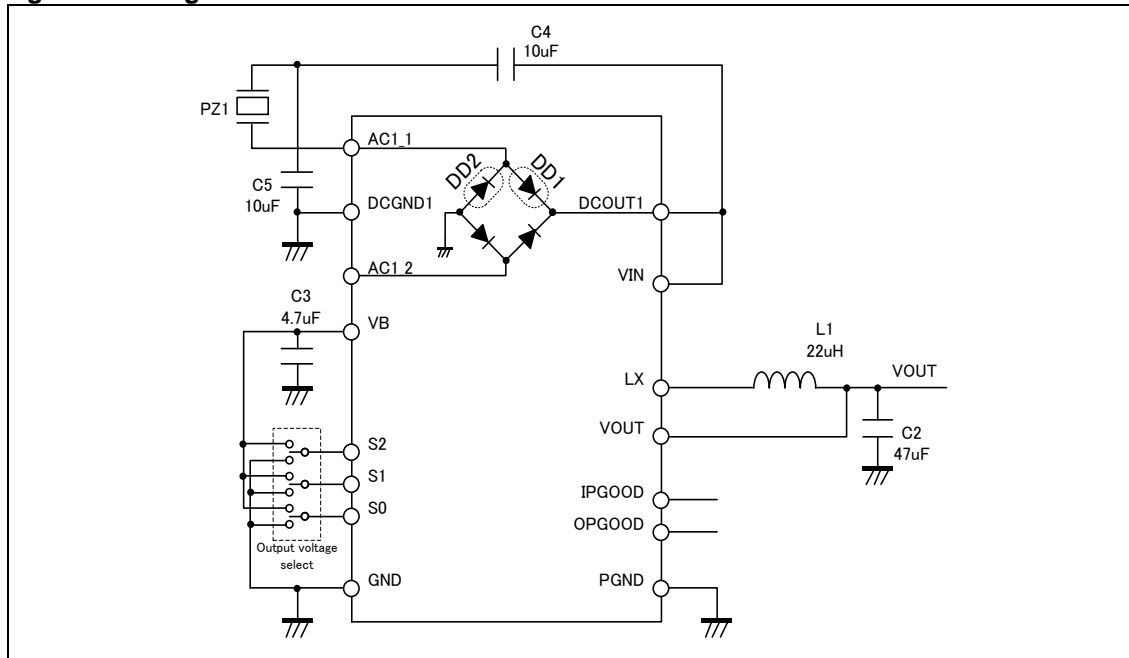 C4
10uF
PZ1
AC1_1
DD2
DD1
C5
10uF
DCGND1
DCOUT1
AC1_2
VIN
C3
4.7uF
VB
L1
22uH
LX
VOUT
VOUT
C2
47uF
S2
S1
S0
IPGOOD
OPGOOD
Output voltage
select
GND
PGND